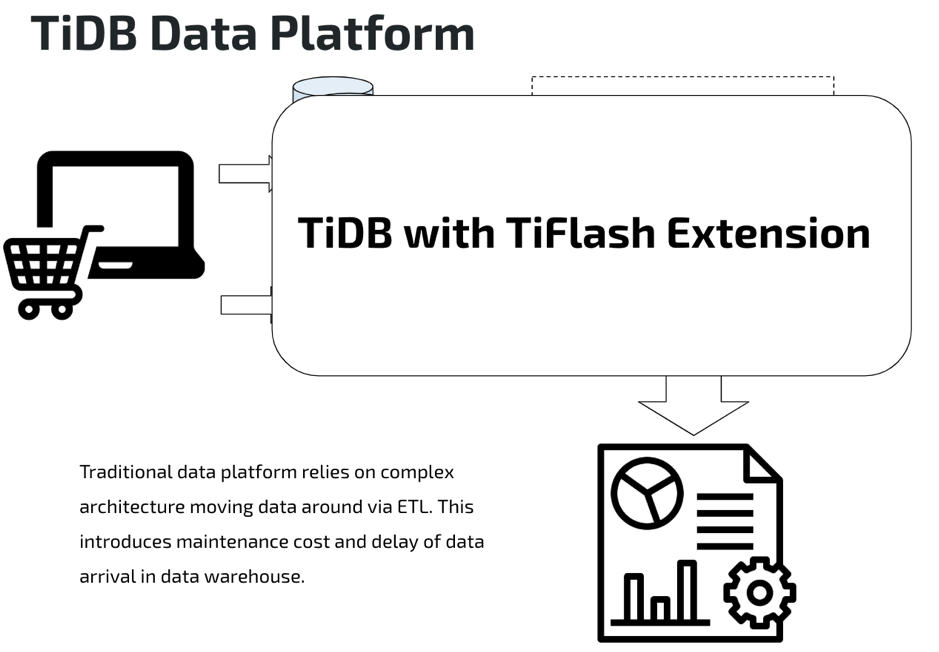 TiDB Data Platform
TiDB with TiFlash Extension
Traditional data platform relies on complex
architecture moving data around via ETL. This
introduces maintenance cost and delay of data
arrival in data warehouse.